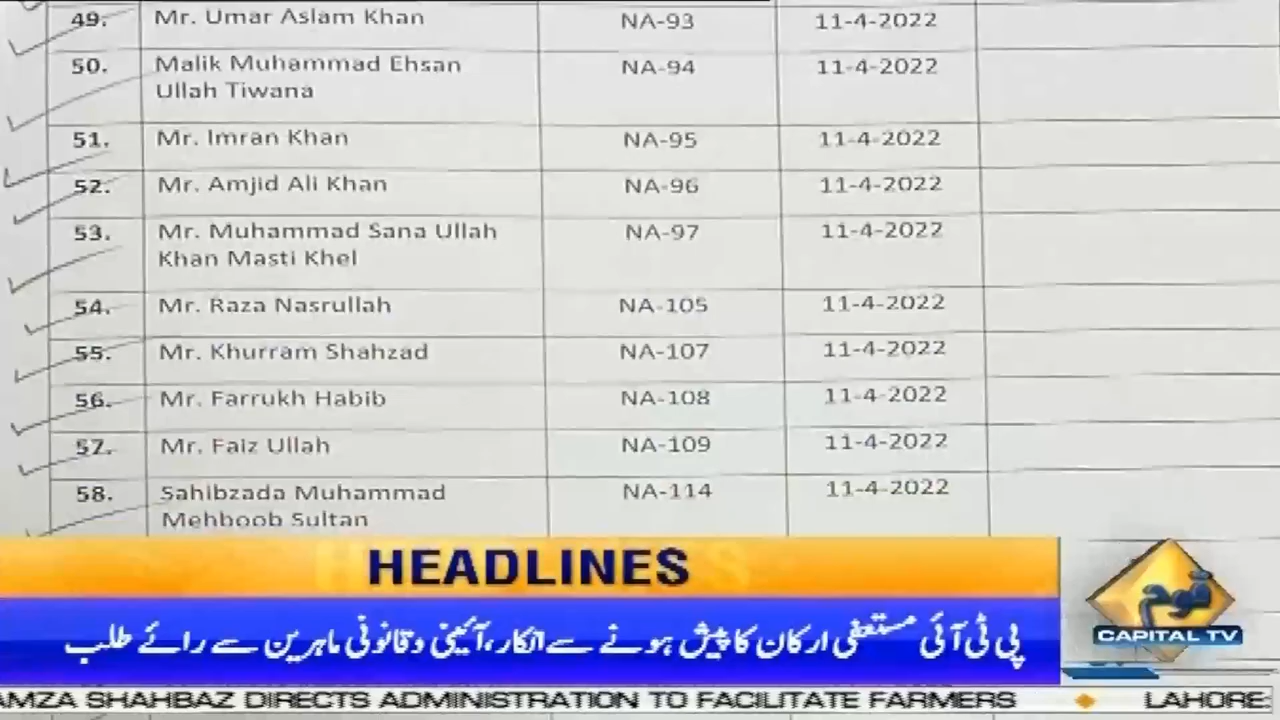 49. Mr. Umar Aslam Khan NA-93 11-4-2022
50. Malik Muhammad Ehsan NA-94 11-4-2022
Ullah Tiwana
51. Mr. Imran Khan NA-95 11-4-2022
52. Mr. Amjid Ali Khan NA-96 11-4-2022
53. Mr. Muhammad Sana Ullah NA-97 11-4-2022
Khan Masti Khel
54. Mr. Raza Nasrullah NA-105 11-4-2022
55. Mr. Khurram Shahzad NA-107 11-4-2022
56. Mr. Farrukh Habib NA-108 11-4-2022
57. Mr. Faiz Ullah NA-109 11-4-2022
58. Sahibzada Muhammad NA-114 11-4-2022
Mehboob Sultan
HEADLINES
قوم
CAPITAL TV
پی ٹی آئی مستعفی ارکان کا پیش ہونے سے انکار، آئینی و قانونی ماہرین سے رائے طلب
AMZA SHAHBAZ DIRECTS ADMINISTRATION TO FACILITATE FARMERS LAHORE: